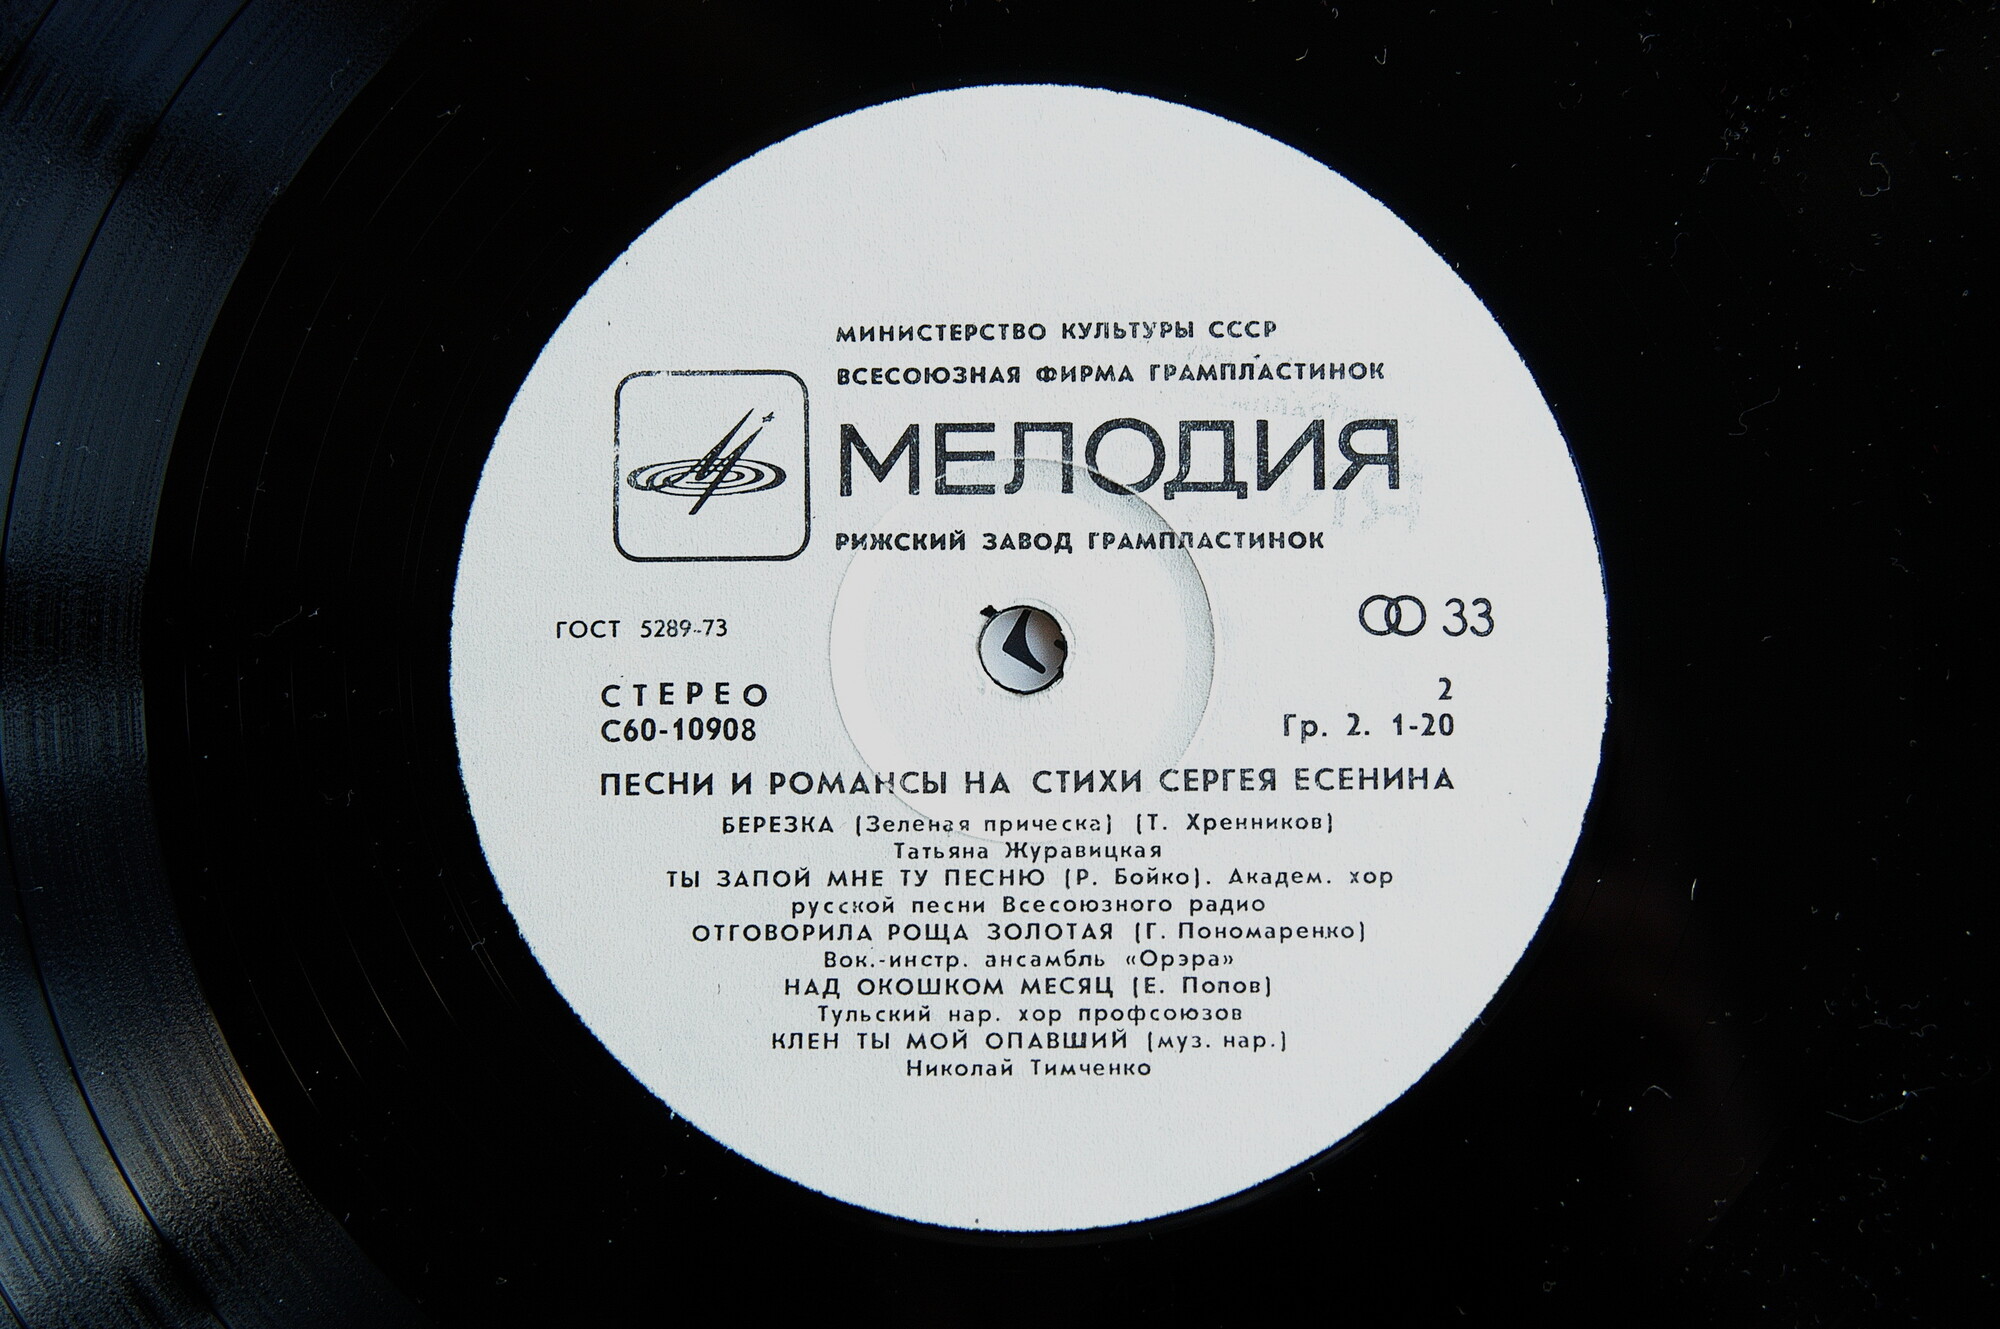 МИНИСТЕРСТВО КУЛЬТУРЫ СССР
ВСЕСОЮЗНАЯ ФИРМА ГРАМПЛАСТИНОК
МЕЛОДИЯ
РИЖСКИЙ ЗАВОД ГРАМПЛАСТИНОК
ГОСТ 5289-73
33
СТЕРЕО
2
С60-10908
Гр. 2. 1-20
ПЕСНИ И РОМАНСЫ НА СТИХИ СЕРГЕЯ ЕСЕНИНА
БЕРЕЗКА (Зеленая прическа) (Т. Хренников)
Татьяна Журавицкая
ТЫ ЗАПОЙ МНЕ ТУ ПЕСНЮ (Р. Бойко). Академ. хор
русской песни Всесоюзного радио
ОТГОВОРИЛА РОЩА ЗОЛОТАЯ (Г. Пономаренко)
Вок.-инстр. ансамбль «Орэра»
НАД ОКОШКОМ МЕСЯЦ (Е. Попов)
Тульский нар. хор профсоюзов
КЛЕН ТЫ МОЙ ОПАВШИЙ (муз. нар.)
Николай Тимченко